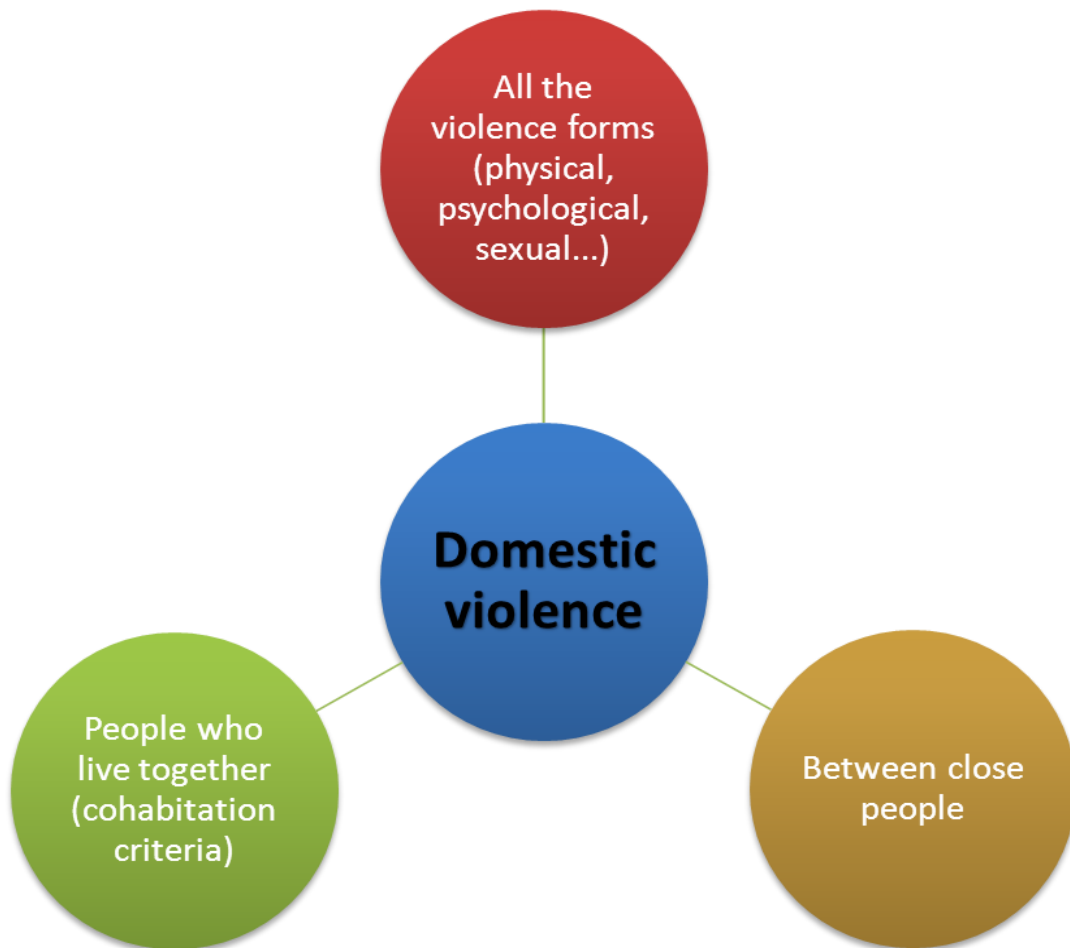 All the
violence forms
(physical,
psychological,
sexual...)
Domestic
violence
People who
live together
(cohabitation
criteria)
Between close
people